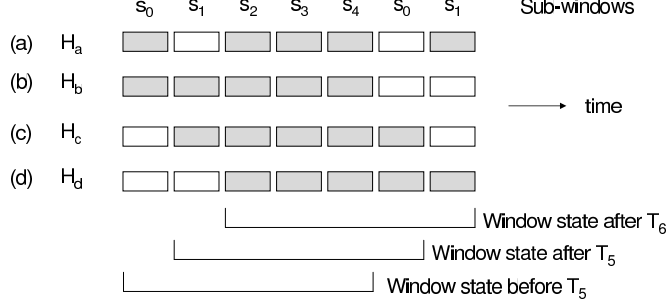 s0 s1 s2 s3 s4 s0 s1 Sub-windows
(a) Ha
(b) Hb
time
(c) Hc
(d) Hd
Window state after T6
Window state after T5
Window state before T5